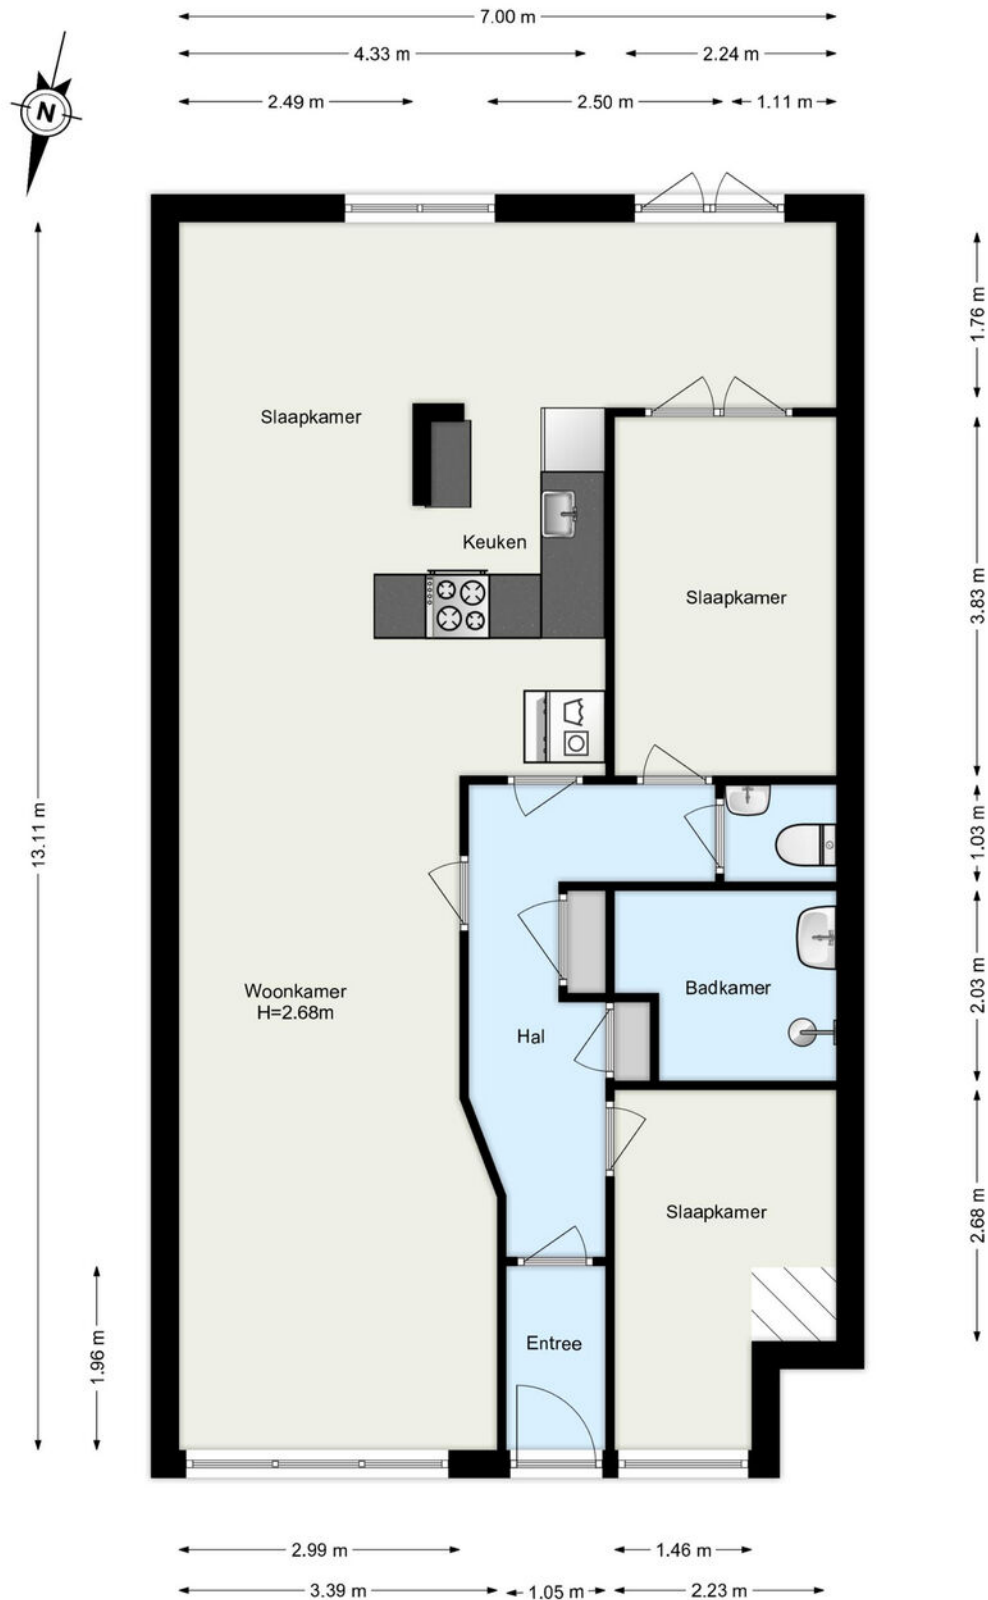 7.00 m
4.33 m
2.24 m
2.49 m
2.50 m
1.11 m
N
1.76 m
Slaapkamer
Keuken
Slaapkamer
3.83 m
13.11 m
1.03 m
Woonkamer
H=2.68m
Badkamer
2.03 m
Hal
Slaapkamer
2.68 m
Entree
1.96 m
2.99 m
1.46 m
3.39 m
1.05 m
2.23 m